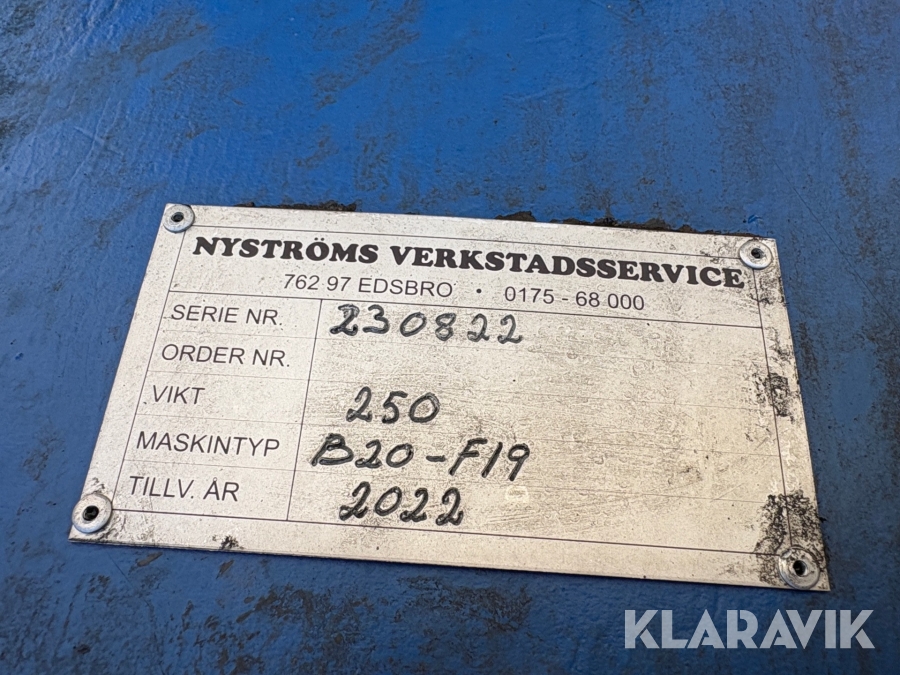 NYSTRÖMS VERKSTADSSERVICE
762 97 EDSBRO · 0175 - 68 000
SERIE NR. 230822
ORDER NR.
VIKT 250
MASKINTYP B20-F19
TILLV. ÅR 2022
KLARAVIK